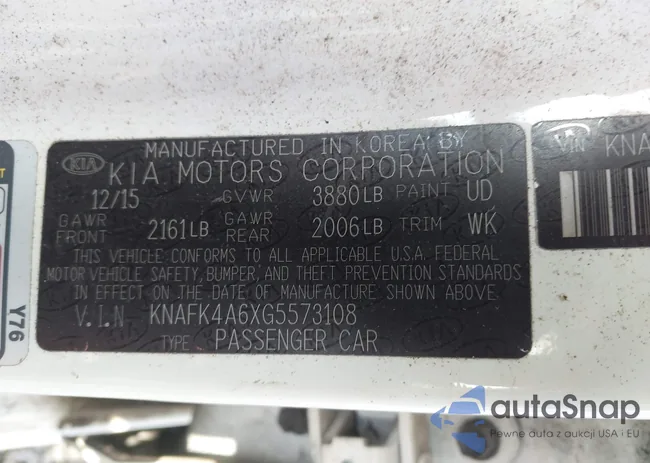 MANUFACTURED IN KOREA BY
KIA KIA MOTORS CORPORATION
12/15 GVWR 3880LB PAINT UD
GAWR FRONT 2161LB GAWR REAR 2006LB TRIM WK
THIS VEHICLE CONFORMS TO ALL APPLICABLE U.S.A. FEDERAL
MOTOR VEHICLE SAFETY, BUMPER, AND THEFT PREVENTION STANDARDS
IN EFFECT ON THE DATE OF MANUFACTURE SHOWN ABOVE.
V.I.N KNAFK4A6XG5573108
TYPE PASSENGER CAR
VIN KNA
Y76
autaSnap
Pewne auta z aukcji USA i EU